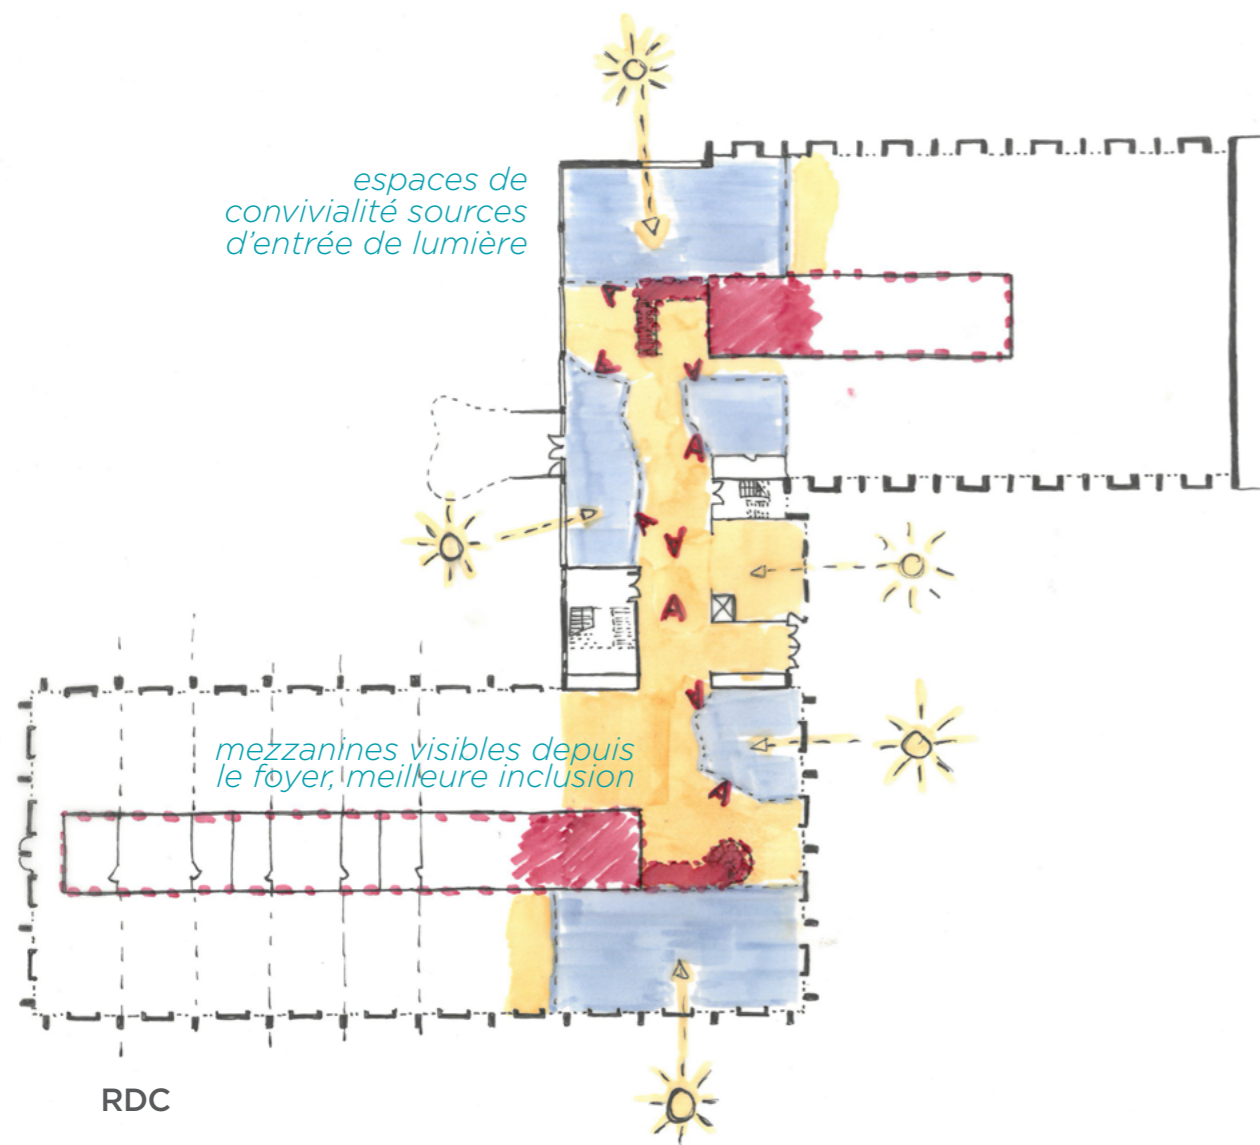 espaces de
convivialité sources
d'entrée de lumière
mezzanines visibles depuis
le foyer, meilleure inclusion
RDC